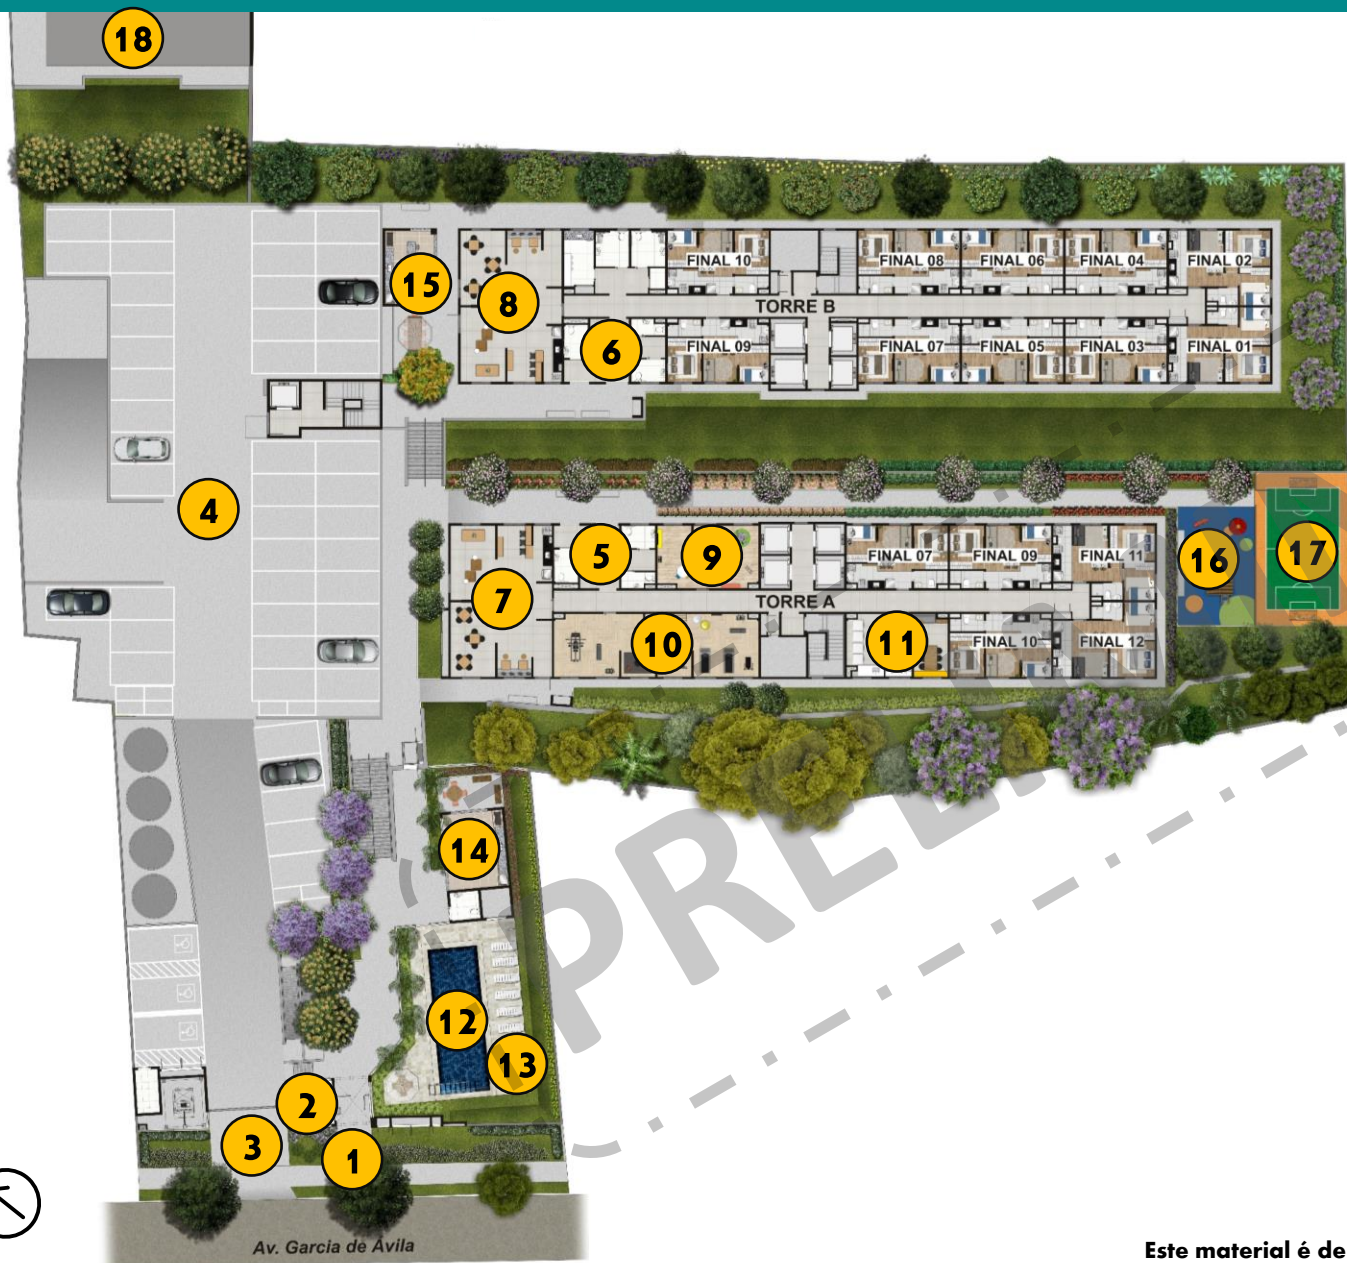 18
15
8
6
FINAL 10
FINAL 08
FINAL 06
FINAL 04
FINAL 02
TORRE B
FINAL 09
FINAL 07
FINAL 05
FINAL 03
FINAL 01
4
5
9
FINAL 07
FINAL 09
FINAL 11
16
17
7
TORRE A
10
11
FINAL 10
FINAL 12
14
12
13
2
3
1
Av. Garcia de Ávila
Este material é de